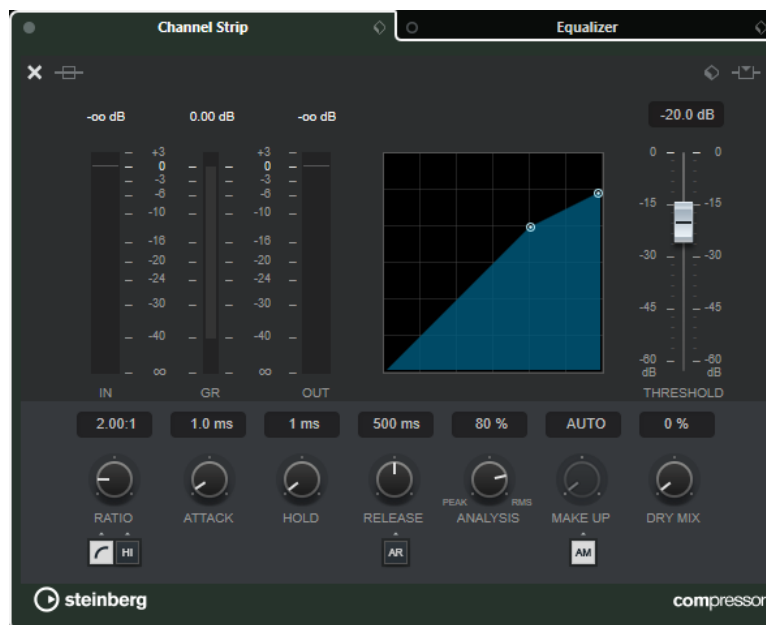 Channel Strip
Equalizer
-oo dB
0.00 dB
-oo dB
-20.0 dB
+3 +3
0 0
-3 -3
-6 -6
-10 -10
-16 -16
-20 -20
-24 -24
-30 -30
-40 -40
∞ ∞
0 0
-15 -15
-30 -30
-45 -45
-60 -60
dB dB
IN
GR
OUT
THRESHOLD
2.00:1
1.0 ms
1 ms
500 ms
80 %
AUTO
0 %
PEAK
RMS
RATIO
ATTACK
HOLD
RELEASE
ANALYSIS
MAKE UP
DRY MIX
HI
AR
AM
steinberg
compressor